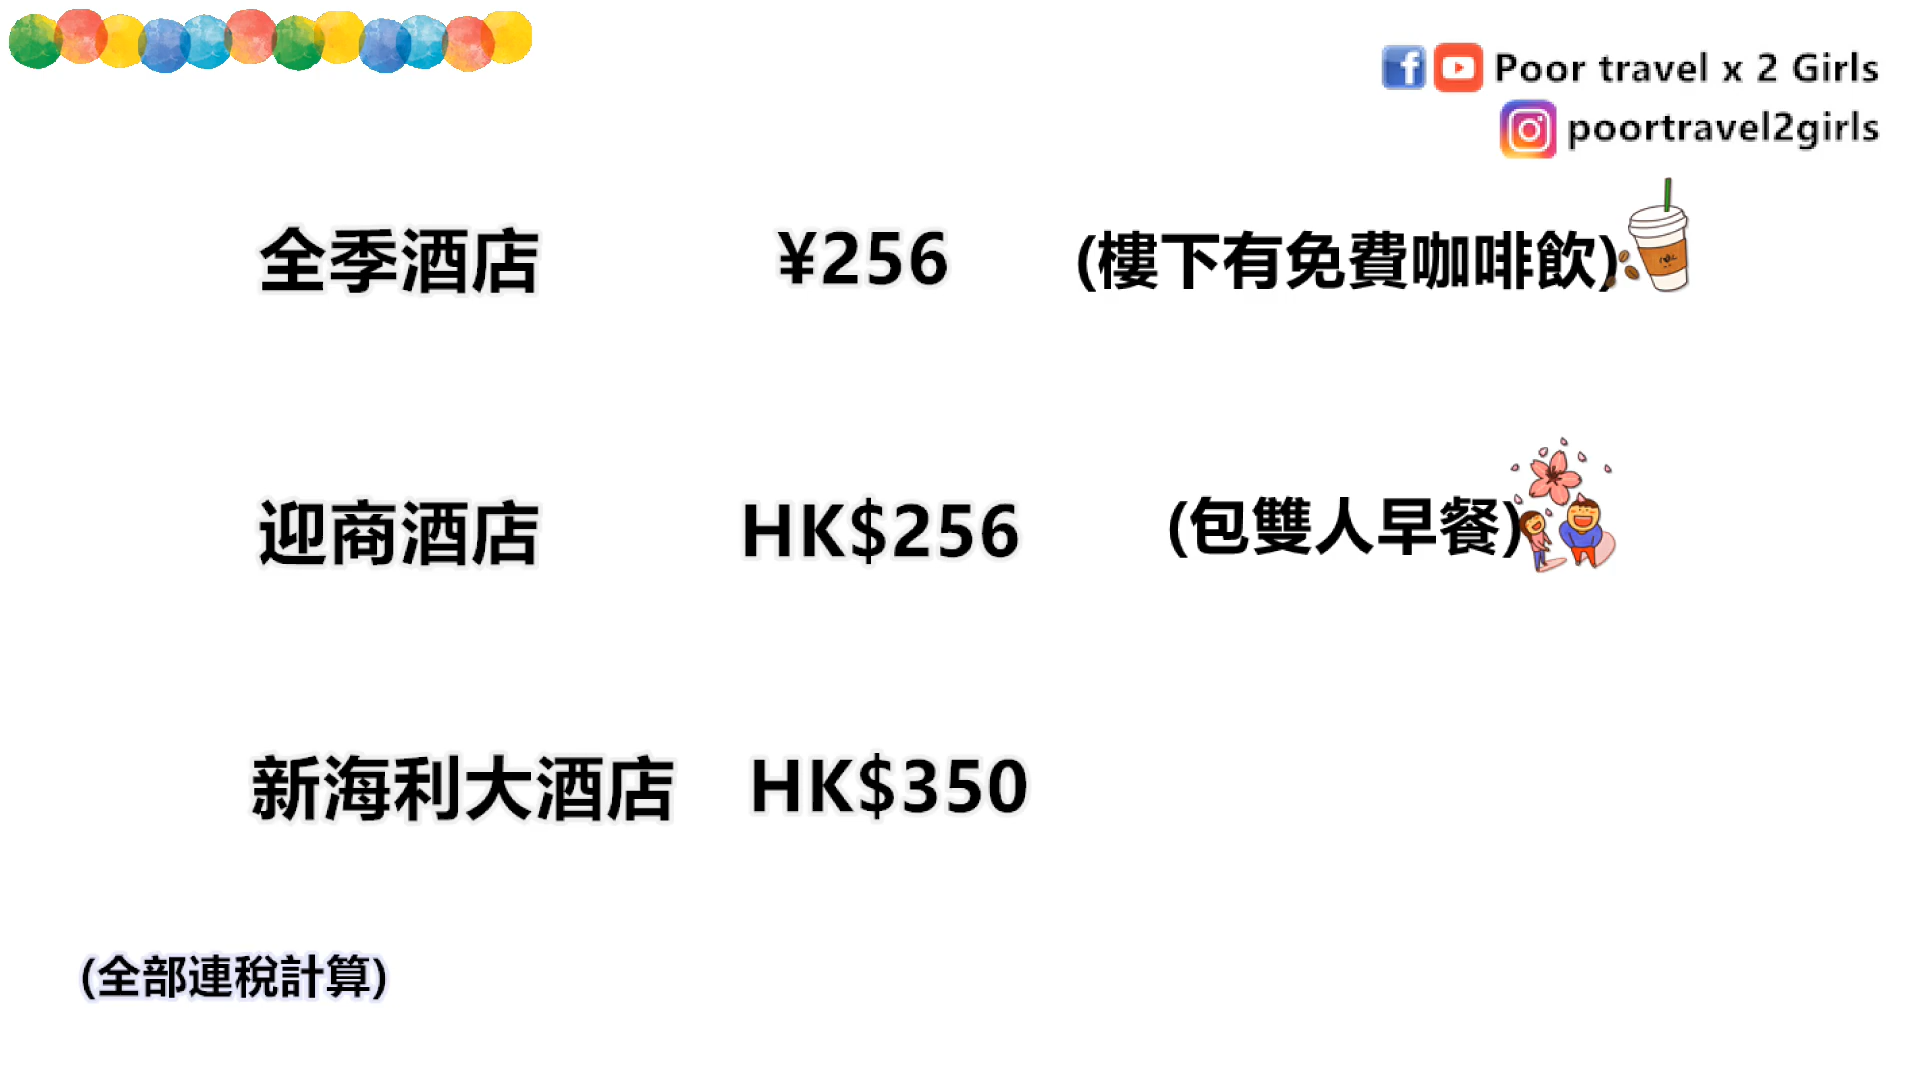 Poor travel x 2 Girls
poortravel2girls
全季酒店 ¥256 (樓下有免費咖啡飲)
迎商酒店 HK$256 (包雙人早餐)
新海利大酒店 HK$350
(全部連稅計算)